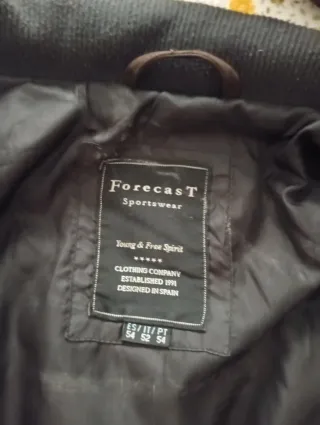 ForecasT
Sportswear
Young & Free Spirit
★★★★★
CLOTHING COMPANY
ESTABLISHED 1991
DESIGNED IN SPAIN
ES/IT/PT
54 52 54